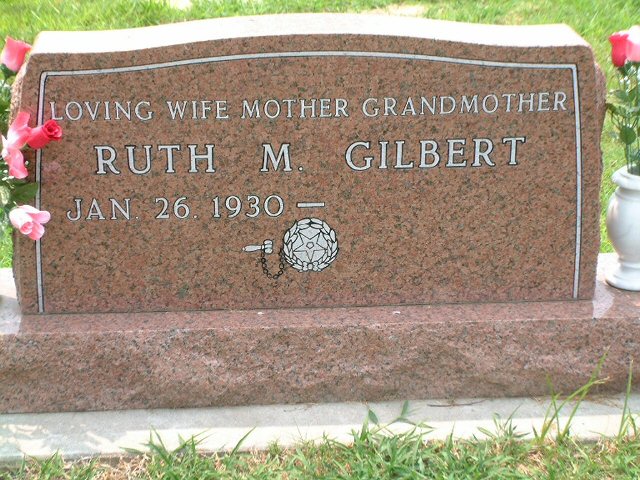 LOVING WIFE MOTHER GRANDMOTHER
RUTH M. GILBERT
JAN. 26. 1930 —